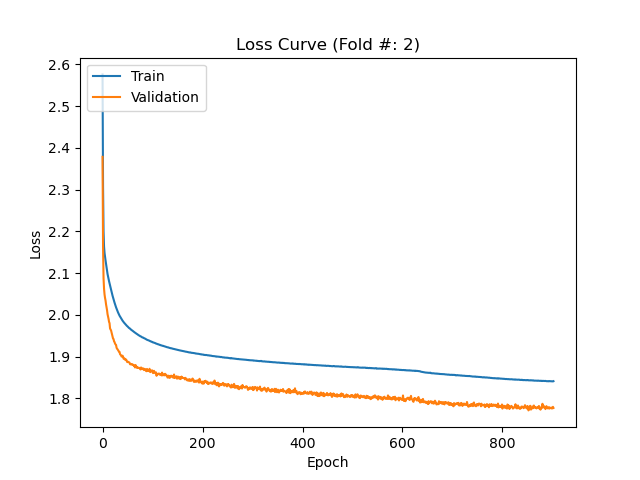 Loss Curve (Fold #: 2)
Train
Validation
2.6
2.5
2.4
2.3
2.2
2.1
2.0
1.9
1.8
Loss
0 200 400 600 800
Epoch